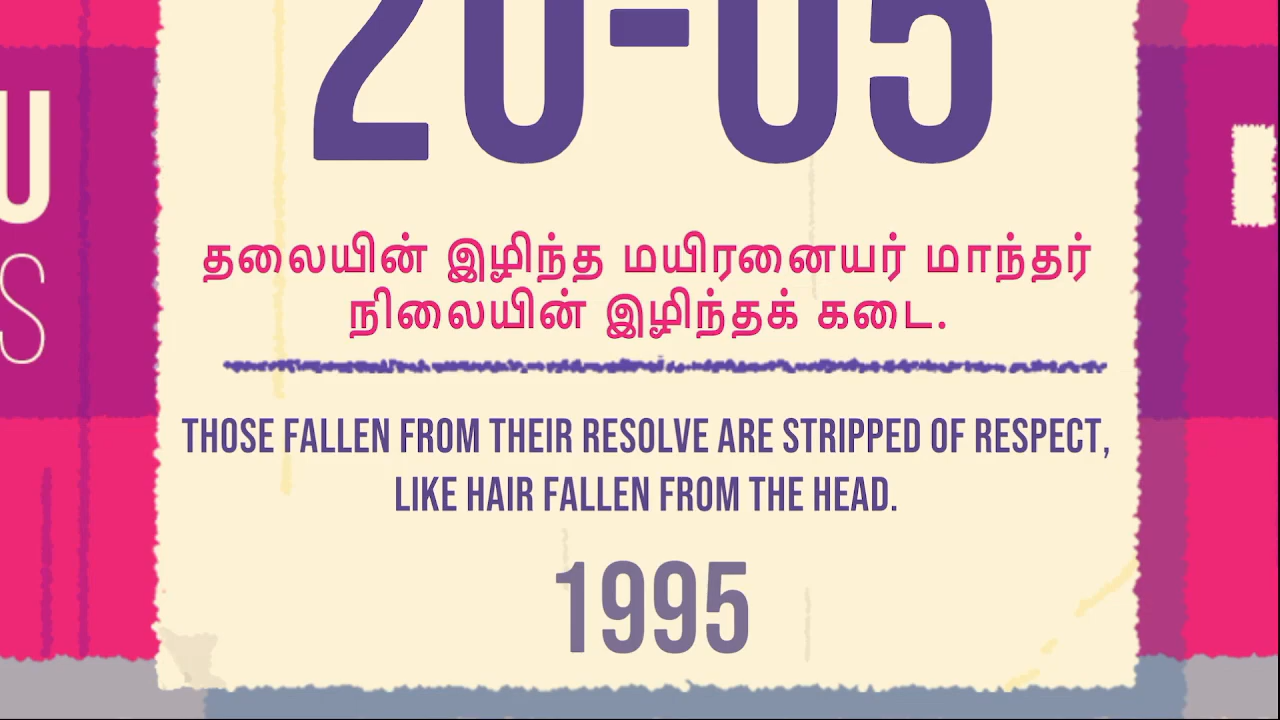 20-05
U
S
தலையின் இழிந்த மயிரனையர் மாந்தர்
நிலையின் இழிந்தக் கடை.
THOSE FALLEN FROM THEIR RESOLVE ARE STRIPPED OF RESPECT,
LIKE HAIR FALLEN FROM THE HEAD.
1995